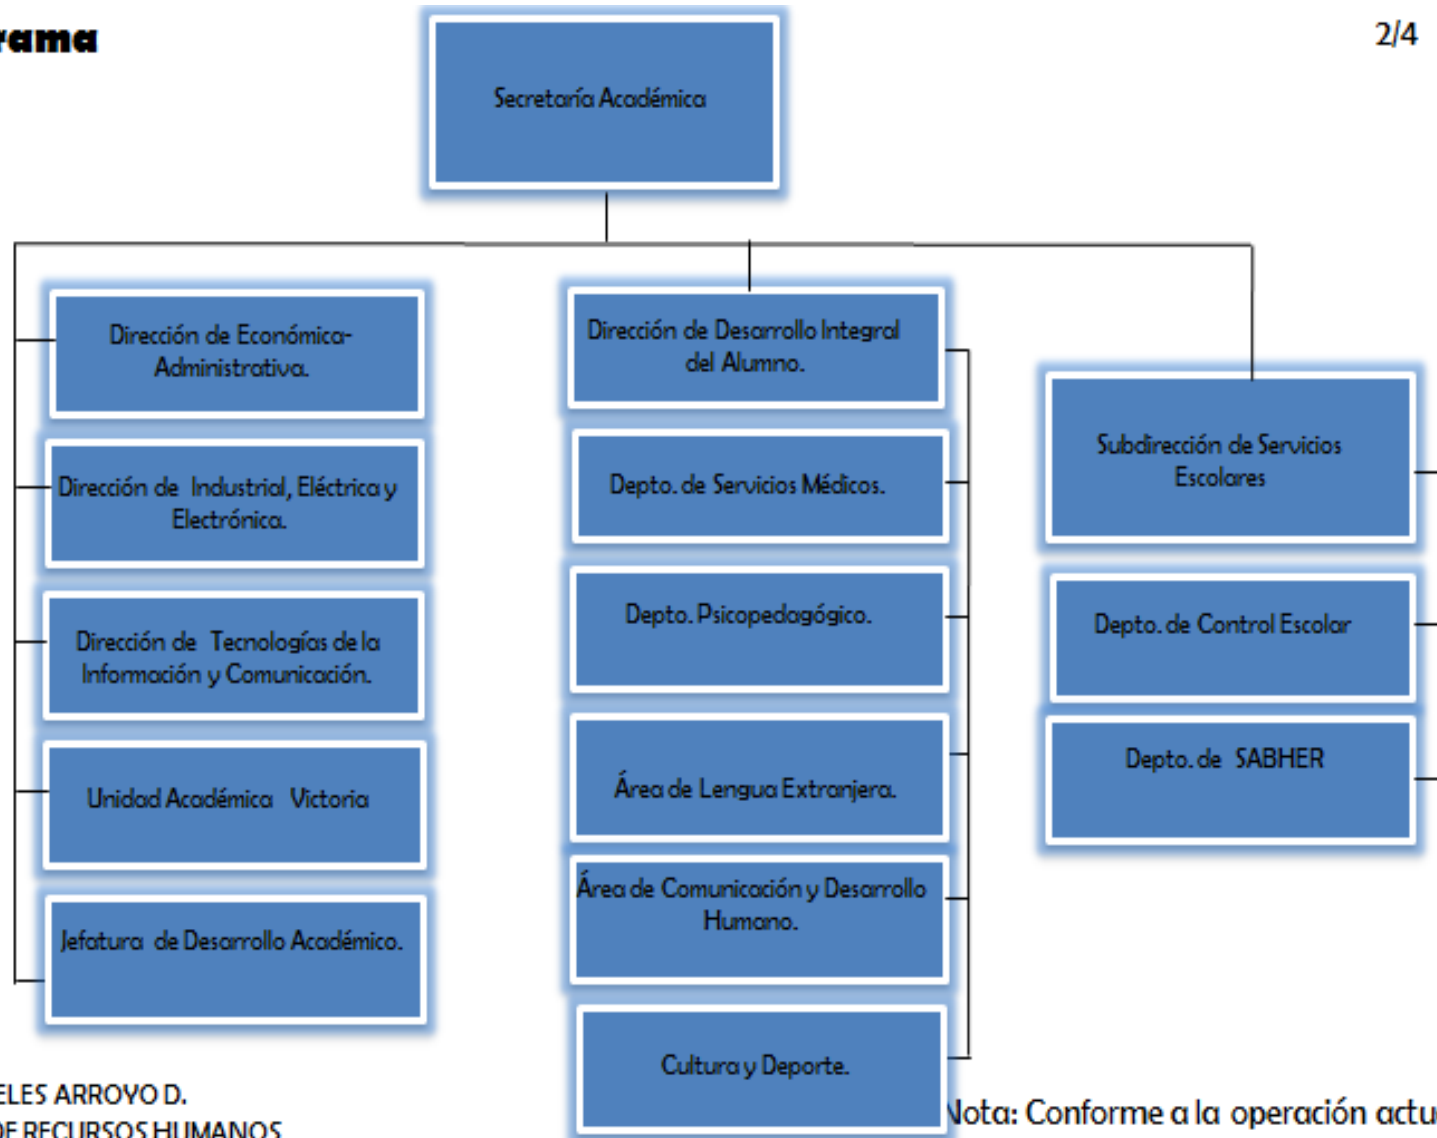 rama
2/4
Secretaría Académica
Dirección de Económica-
Administrativa.
Dirección de Industrial, Eléctrica y
Electrónica.
Dirección de Tecnologías de la
Información y Comunicación.
Unidad Académica Victoria
Jefatura de Desarrollo Académico.
Dirección de Desarrollo Integral
del Alumno.
Depto. de Servicios Médicos.
Depto. Psicopedagógico.
Área de Lengua Extranjera.
Área de Comunicación y Desarrollo
Humano.
Cultura y Deporte.
Subdirección de Servicios
Escolares
Depto. de Control Escolar
Depto. de SABHER
ELES ARROYO D.
DE RECURSOS HUMANOS
Nota: Conforme a la operación actu